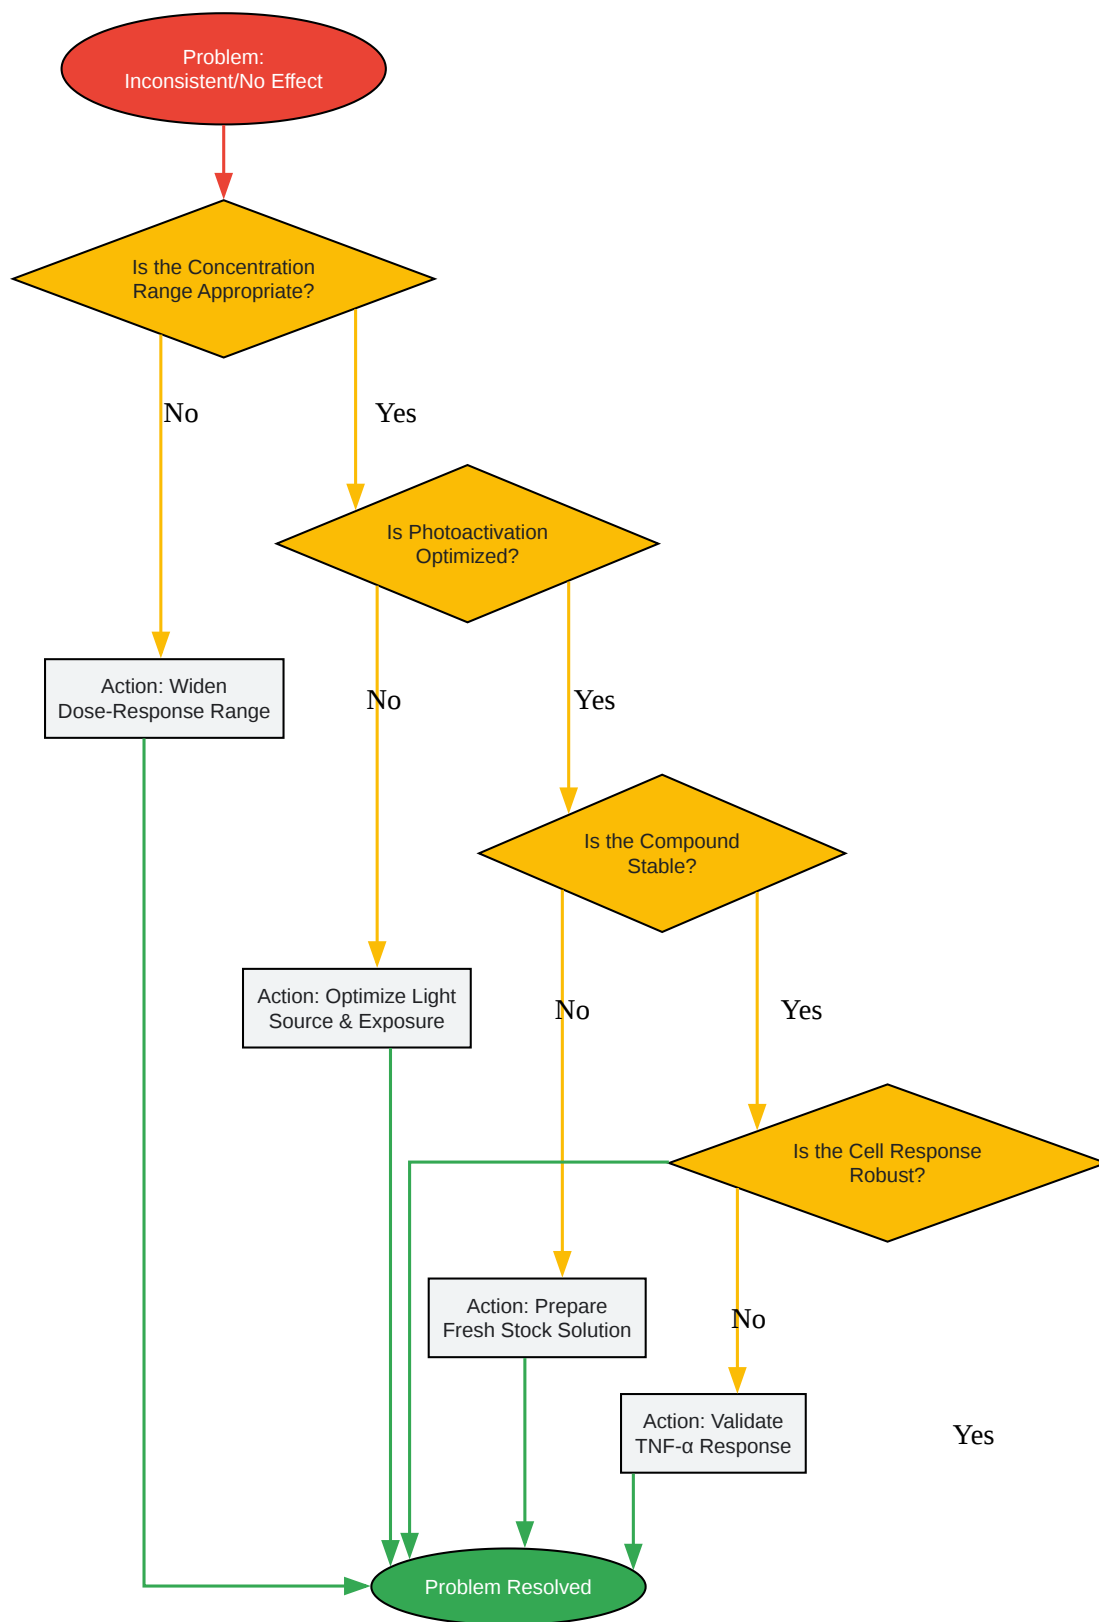 Problem:
Inconsistent/No Effect
Is the Concentration
Range Appropriate?
No
Yes
Is Photoactivation
Optimized?
Action: Widen
Dose-Response Range
No
Yes
Is the Compound
Stable?
Action: Optimize Light
Source & Exposure
No
Yes
Is the Cell Response
Robust?
Action: Prepare
Fresh Stock Solution
No
Action: Validate
TNF-α Response
Yes
Problem Resolved